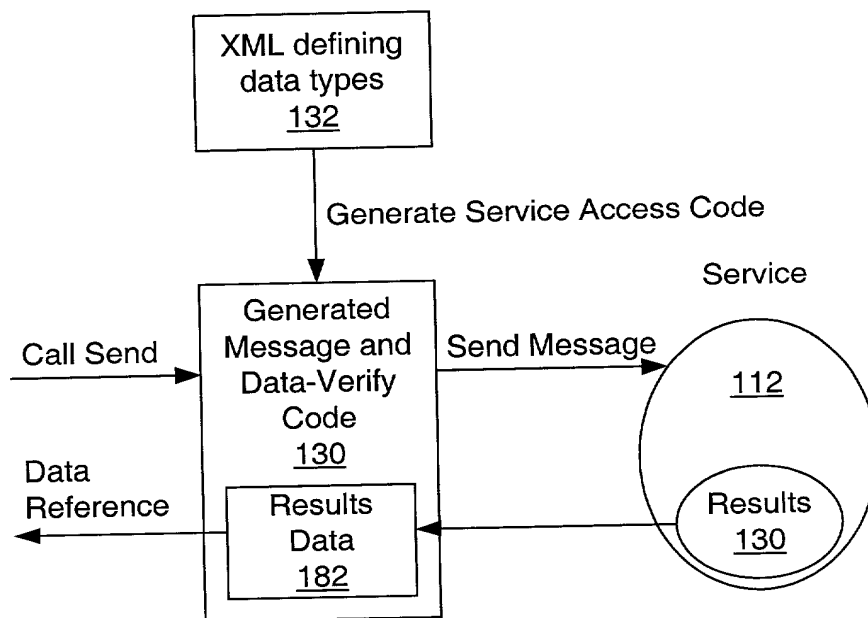 XML defining
data types
132
Generate Service Access Code
Service
Generated
Message and
Data-Verify
Code
130
Call Send
Send Message
112
Data
Reference
Results
Data
182
Results
130